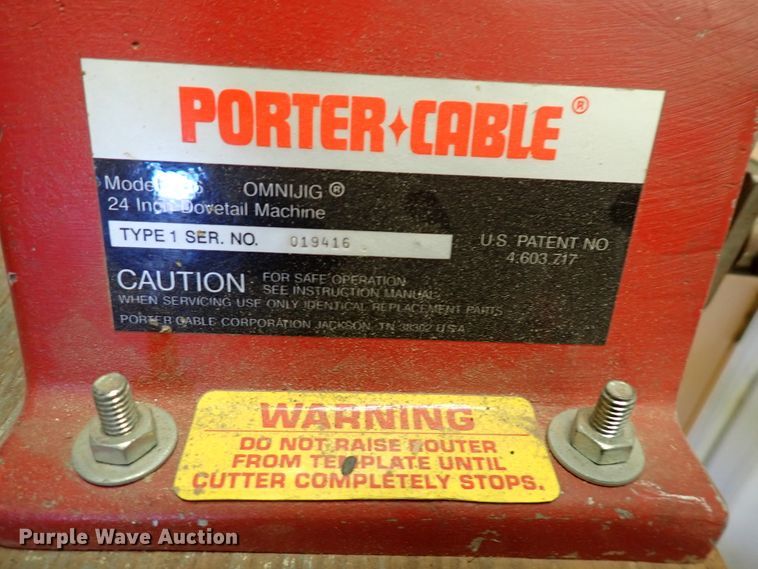 PORTER✦CABLE®
Model OMNIJIG®
24 Inch Dovetail Machine
TYPE 1 SER. NO. 019416
U.S. PATENT NO
4,603,717
CAUTION FOR SAFE OPERATION
SEE INSTRUCTION MANUAL
WHEN SERVICING USE ONLY IDENTICAL REPLACEMENT PARTS
PORTER CABLE CORPORATION JACKSON, TN 38302 U.S.A.
WARNING
DO NOT RAISE ROUTER
FROM TEMPLATE UNTIL
CUTTER COMPLETELY STOPS.
Purple Wave Auction